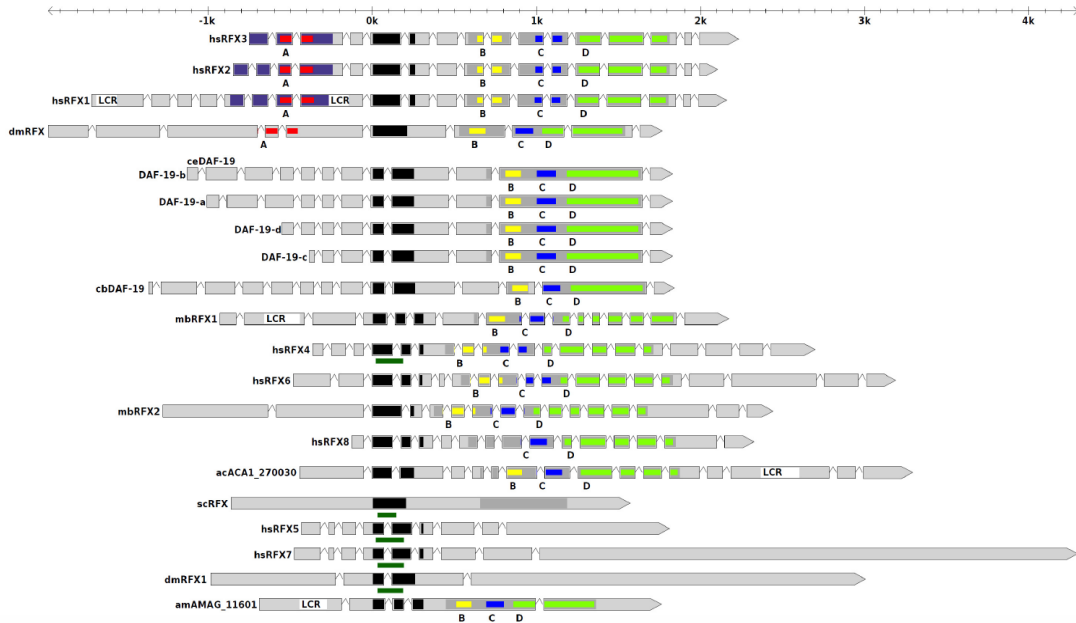 -1k 0k 1k 2k 3k 4k
hsRFX3
A B C D
hsRFX2
A B C D
hsRFX1 LCR LCR
A B C D
dmRFX
A B C D
ceDAF-19
DAF-19-b
B C D
DAF-19-a
B C D
DAF-19-d
B C D
DAF-19-c
B C D
cbDAF-19
B C D
mbRFX1 LCR
B C D
hsRFX4
B C D
hsRFX6
B C D
mbRFX2
B C D
hsRFX8
C D
acACA1_270030 LCR
B C D
scRFX
hsRFX5
hsRFX7
dmRFX1
amAMAG_11601 LCR
B C D